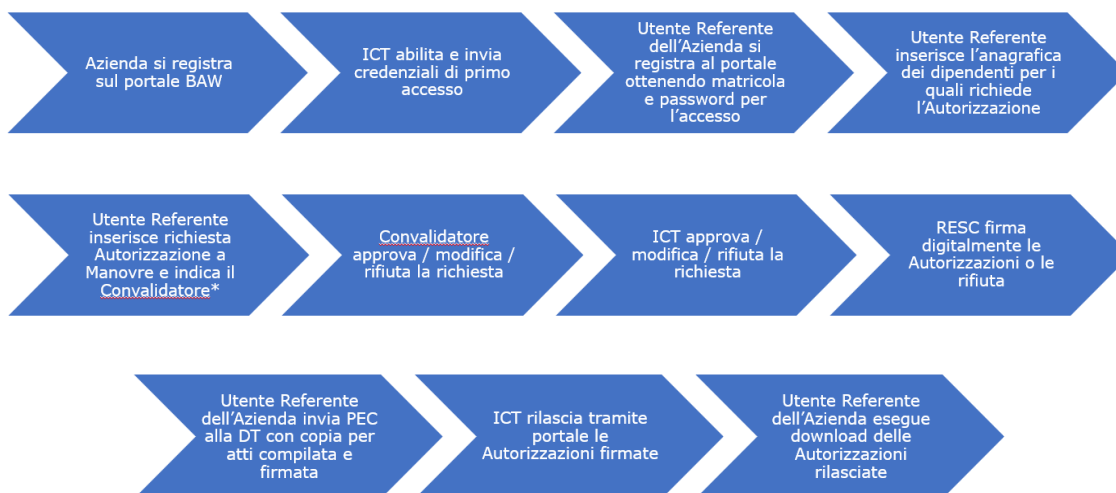 Azienda si registra
sul portale BAW
ICT abilita e invia
credenziali di primo
accesso
Utente Referente
dell'Azienda si
registra al portale
ottenendo matricola
e password per
l'accesso
Utente Referente
inserisce l'anagrafica
dei dipendenti per i
quali richiede
l'Autorizzazione
Utente Referente
inserisce richiesta
Autorizzazione a
Manovre e indica il
Convalidatore*
Convalidatore
approva / modifica /
rifiuta la richiesta
ICT approva /
modifica / rifiuta la
richiesta
RESC firma
digitalmente le
Autorizzazioni o le
rifiuta
Utente Referente
dell'Azienda invia PEC
alla DT con copia per
atti compilata e
firmata
ICT rilascia tramite
portale le
Autorizzazioni firmate
Utente Referente
dell'Azienda esegue
download delle
Autorizzazioni
rilasciate